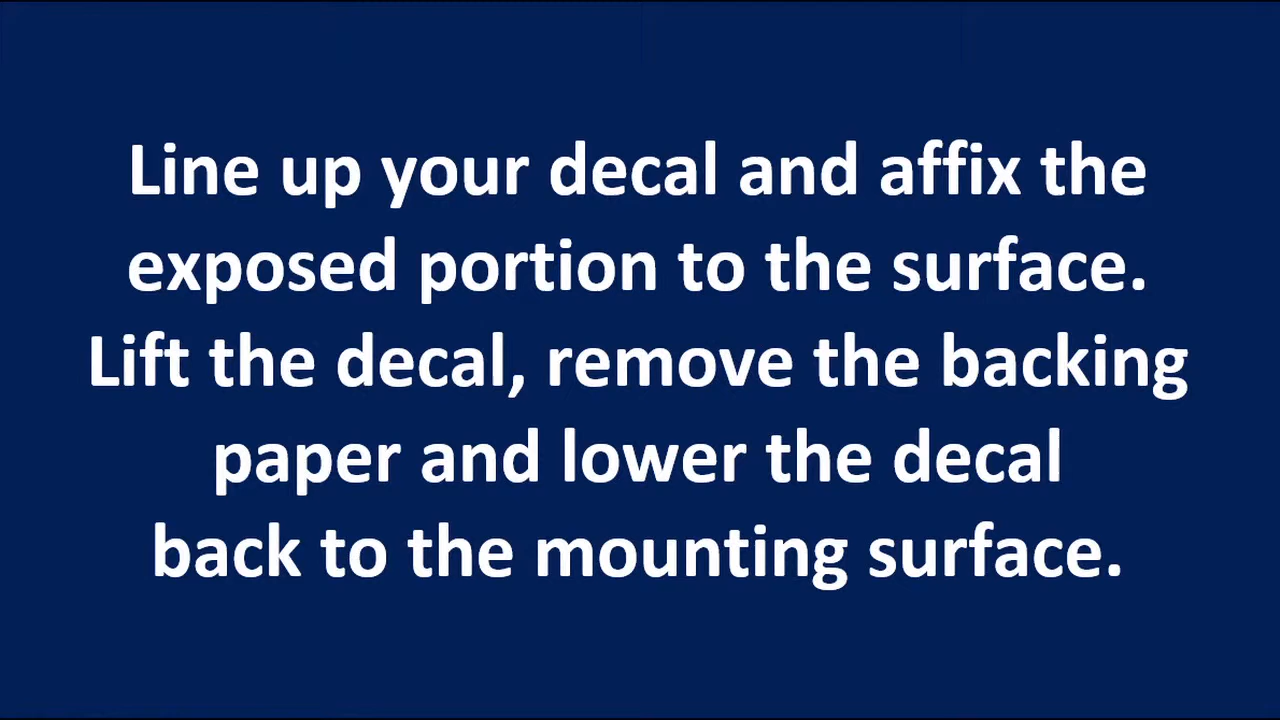 Line up your decal and affix the
exposed portion to the surface.
Lift the decal, remove the backing
paper and lower the decal
back to the mounting surface.